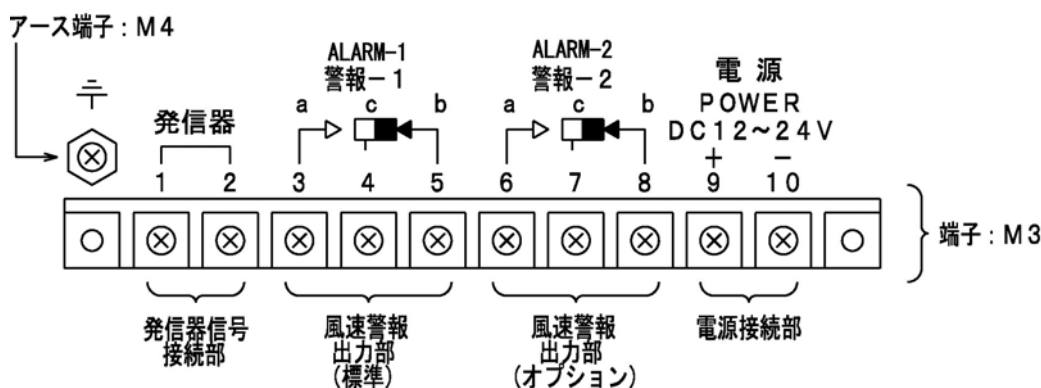 アース端子：M4
ALARM-1
警報－1
a c b
ALARM-2
警報－2
a c b
電源
POWER
DC12～24V
＋ －
発信器
1 2 3 4 5 6 7 8 9 10
端子：M3
発信器信号
接続部
風速警報
出力部
(標準)
風速警報
出力部
(オプション)
電源接続部